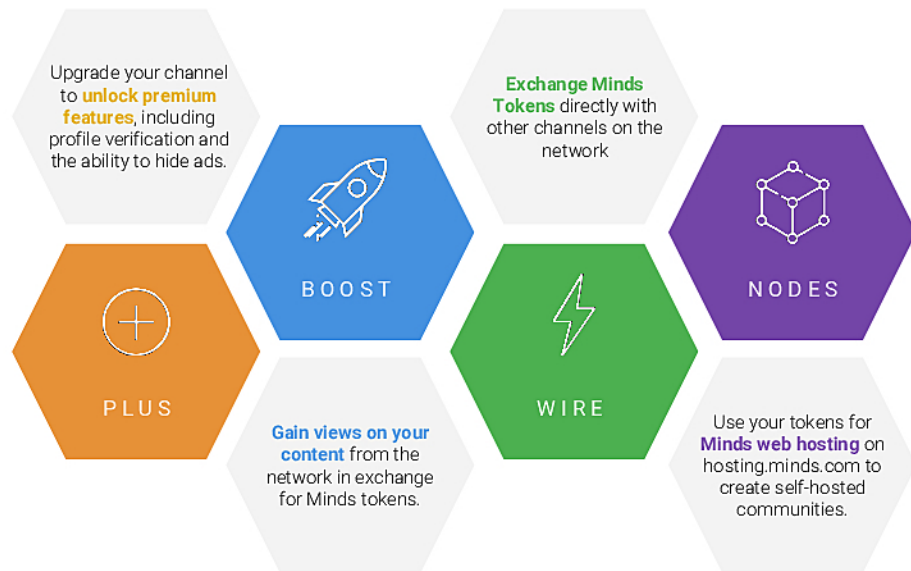 Upgrade your channel
to unlock premium
features, including
profile verification and
the ability to hide ads.
PLUS
BOOST
Gain views on your
content from the
network in exchange
for Minds tokens.
Exchange Minds
Tokens directly with
other channels on the
network
WIRE
NODES
Use your tokens for
Minds web hosting on
hosting.minds.com to
create self-hosted
communities.